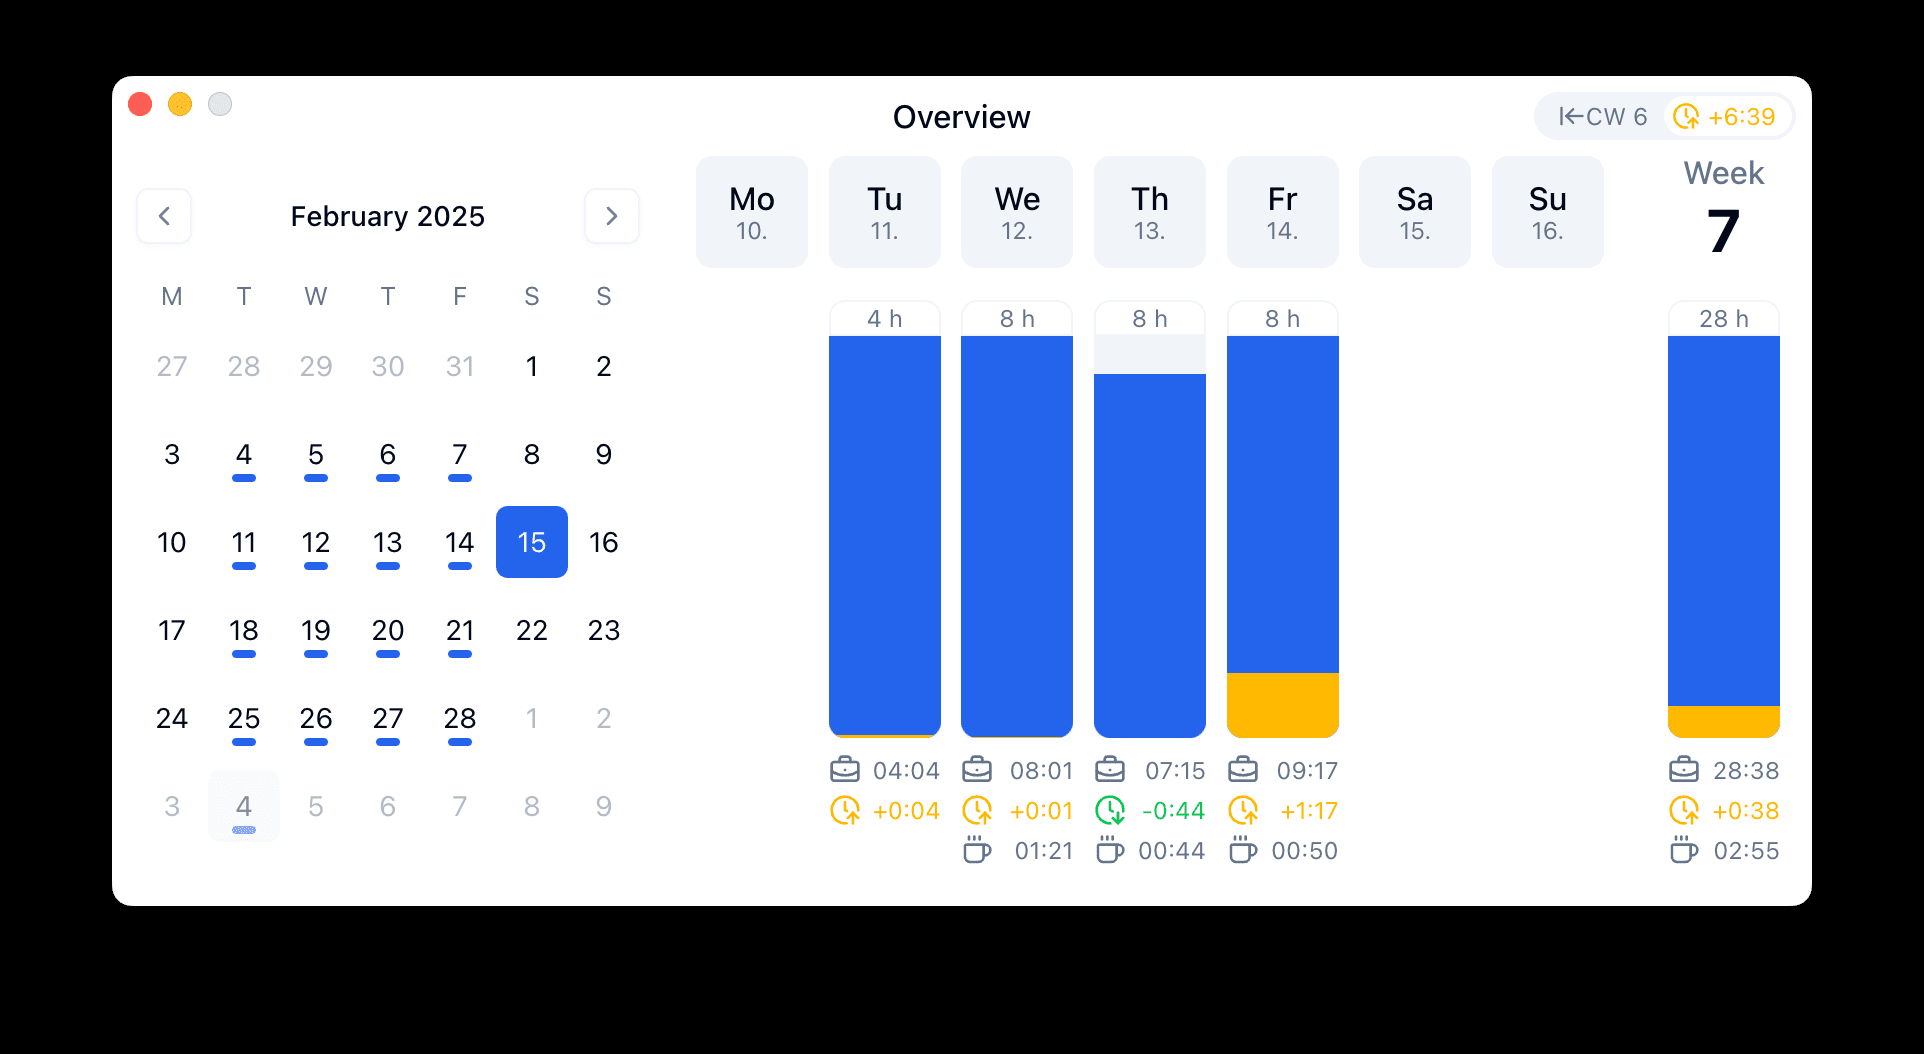 Overview
CW 6 +6:39
February 2025
M T W T F S S
27 28 29 30 31 1 2
3 4 5 6 7 8 9
10 11 12 13 14 15 16
17 18 19 20 21 22 23
24 25 26 27 28 1 2
3 4 5 6 7 8 9
Mo Tu We Th Fr Sa Su
10. 11. 12. 13. 14. 15. 16.
Week
7
4 h 8 h 8 h 8 h 28 h
04:04 08:01 07:15 09:17 28:38
+0:04 +0:01 -0:44 +1:17 +0:38
01:21 00:44 00:50 02:55